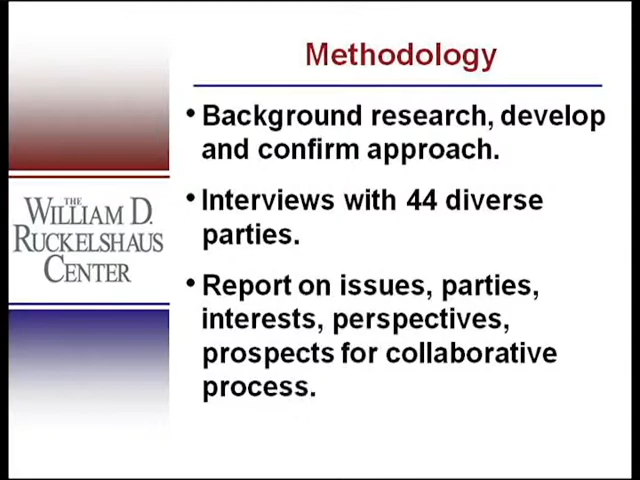 Methodology
• Background research, develop
and confirm approach.
• Interviews with 44 diverse
parties.
• Report on issues, parties,
interests, perspectives,
prospects for collaborative
process.
THE
WILLIAM D.
RUCKELSHAUS
CENTER